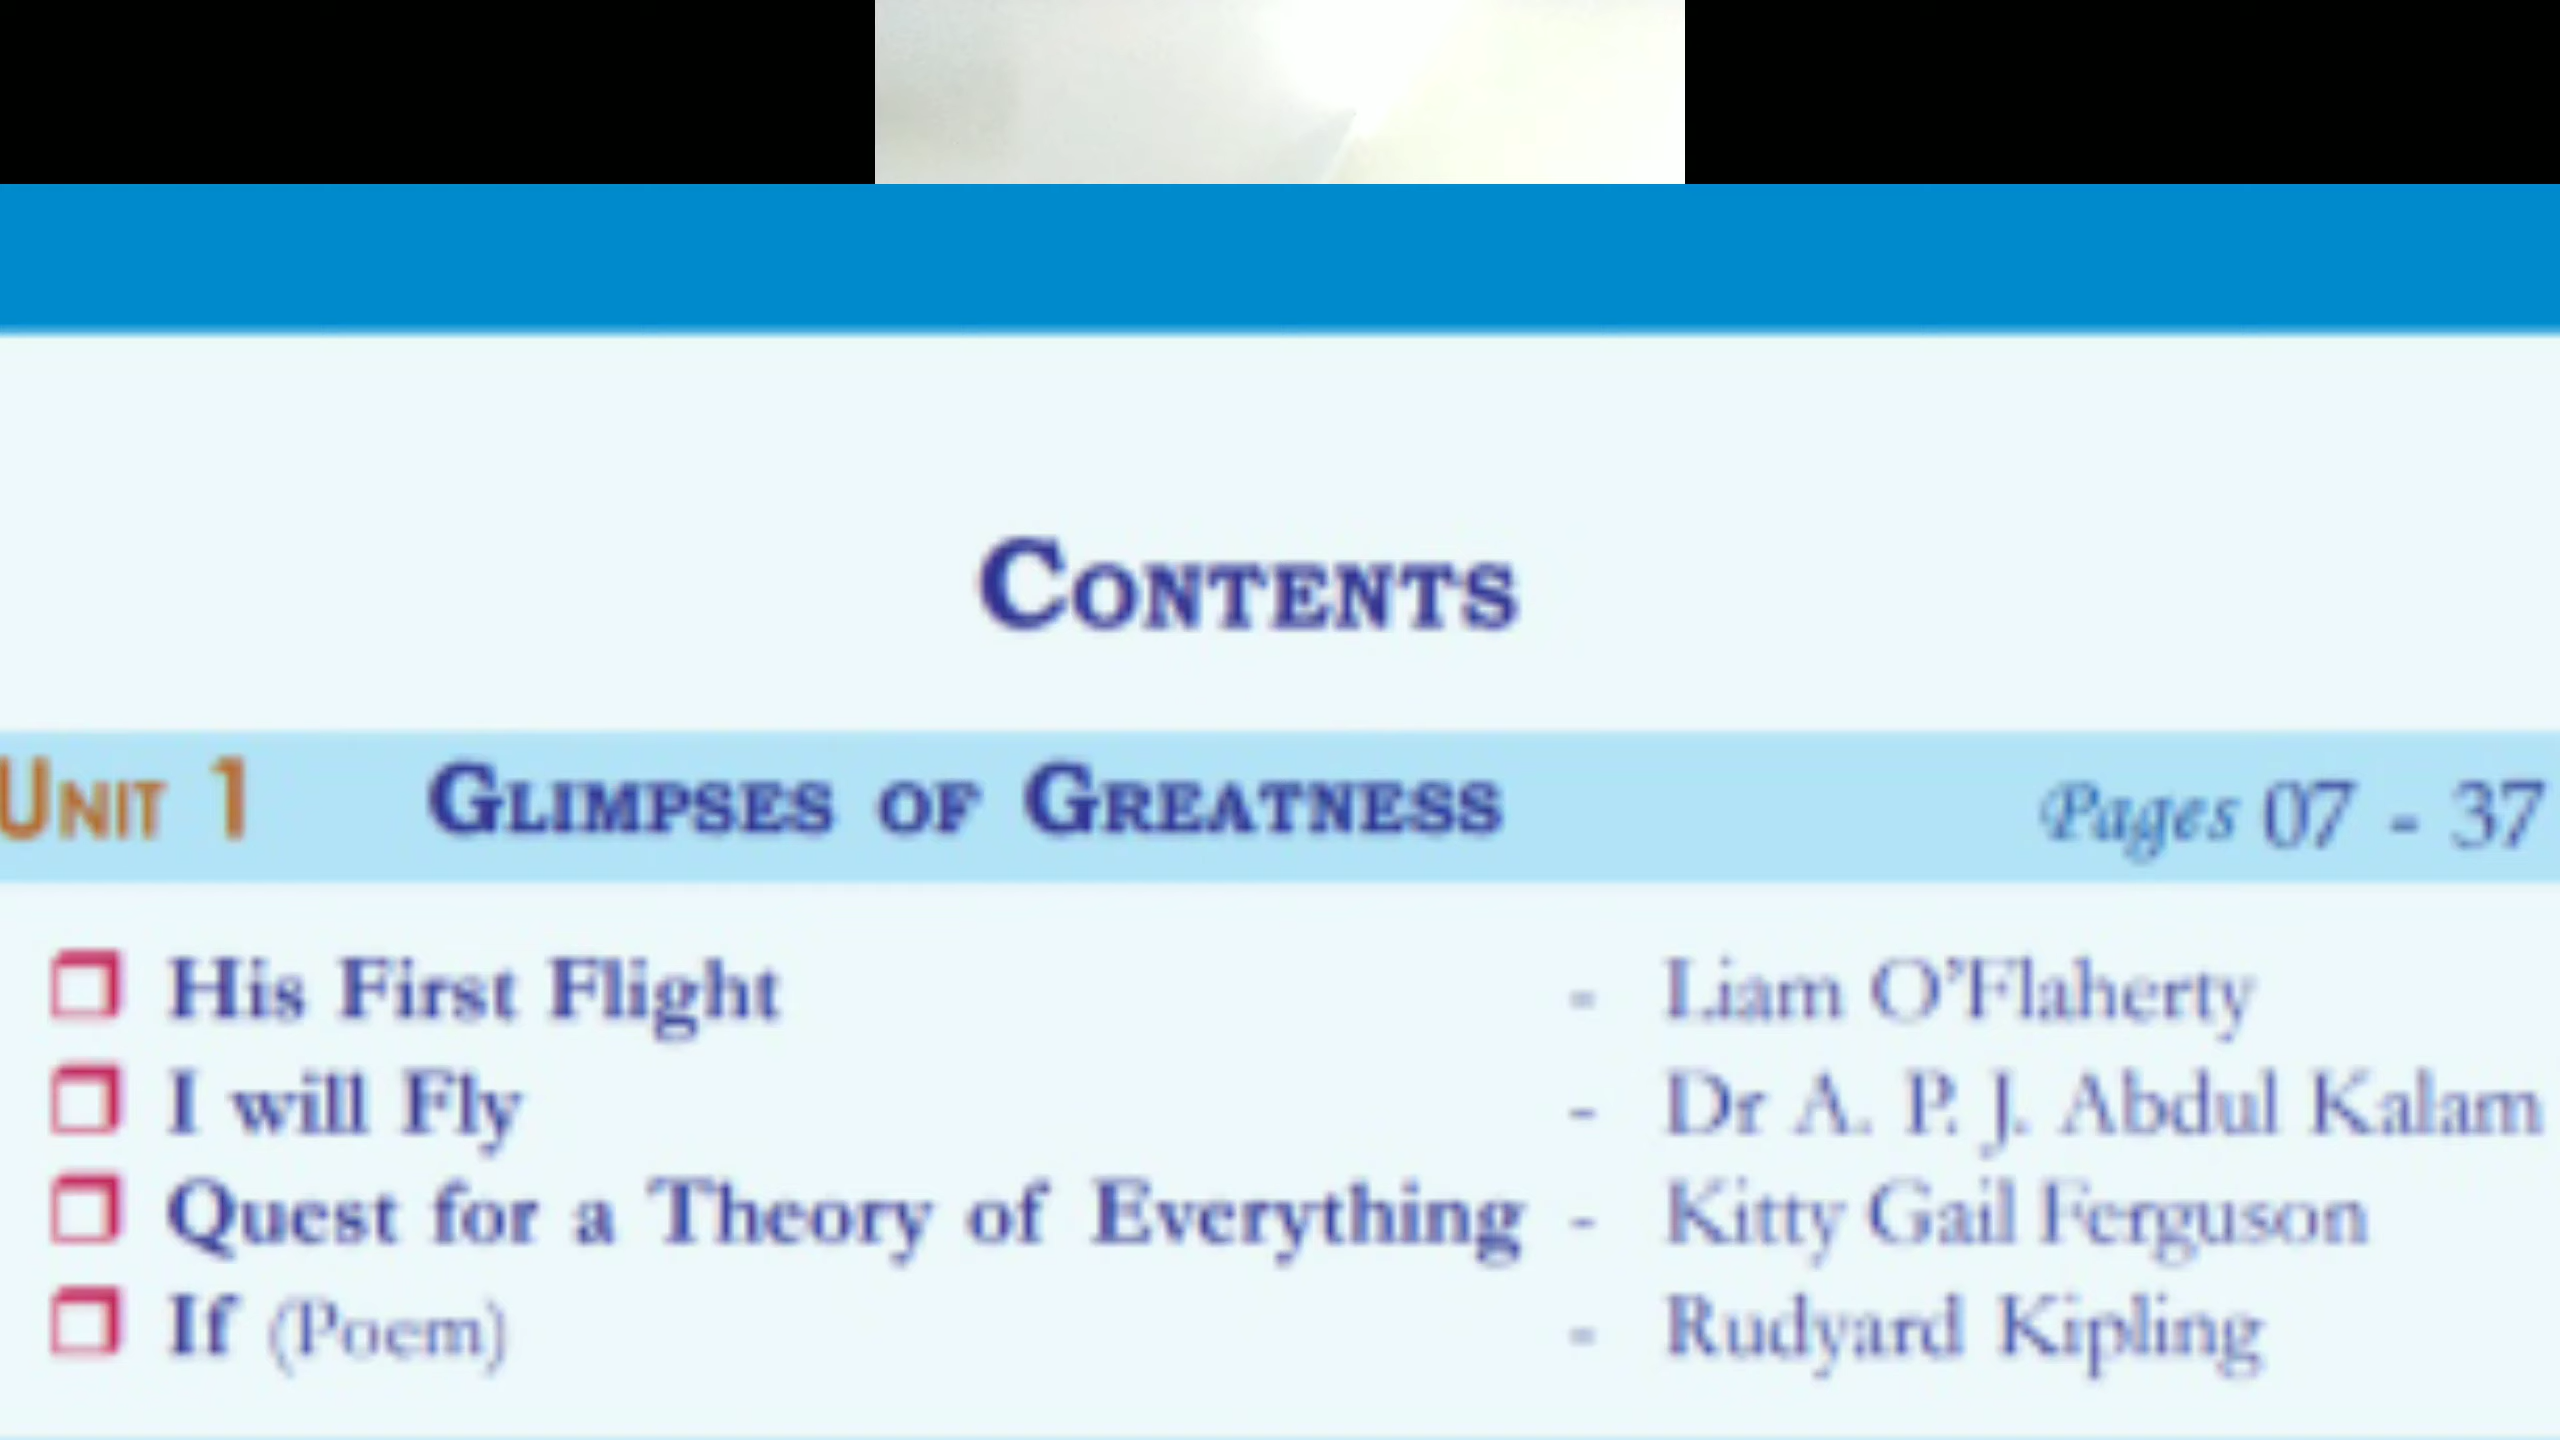 CONTENTS
UNIT 1 GLIMPSES OF GREATNESS Pages 07 - 37
❒ His First Flight - Liam O'Flaherty
❒ I will Fly - Dr A. P. J. Abdul Kalam
❒ Quest for a Theory of Everything - Kitty Gail Ferguson
❒ If (Poem) - Rudyard Kipling